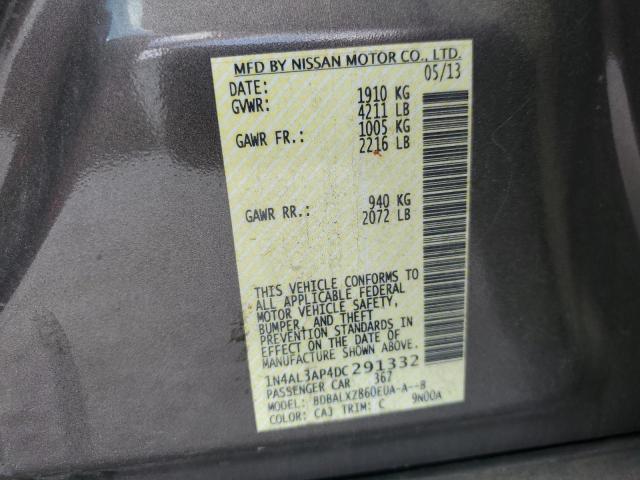 MFD BY NISSAN MOTOR CO., LTD.
DATE: 05/13
GVWR: 1910 KG
4211 LB
GAWR FR.: 1005 KG
2216 LB
GAWR RR.: 940 KG
2072 LB
THIS VEHICLE CONFORMS TO
ALL APPLICABLE FEDERAL
MOTOR VEHICLE SAFETY,
BUMPER, AND THEFT
PREVENTION STANDARDS IN
EFFECT ON THE DATE OF
MANUFACTURE SHOWN ABOVE.
1N4AL3AP4DC291332
PASSENGER CAR 367
MODEL: BDBALXZB60EUA-A--B
COLOR: CAJ TRIM: C 9N00A